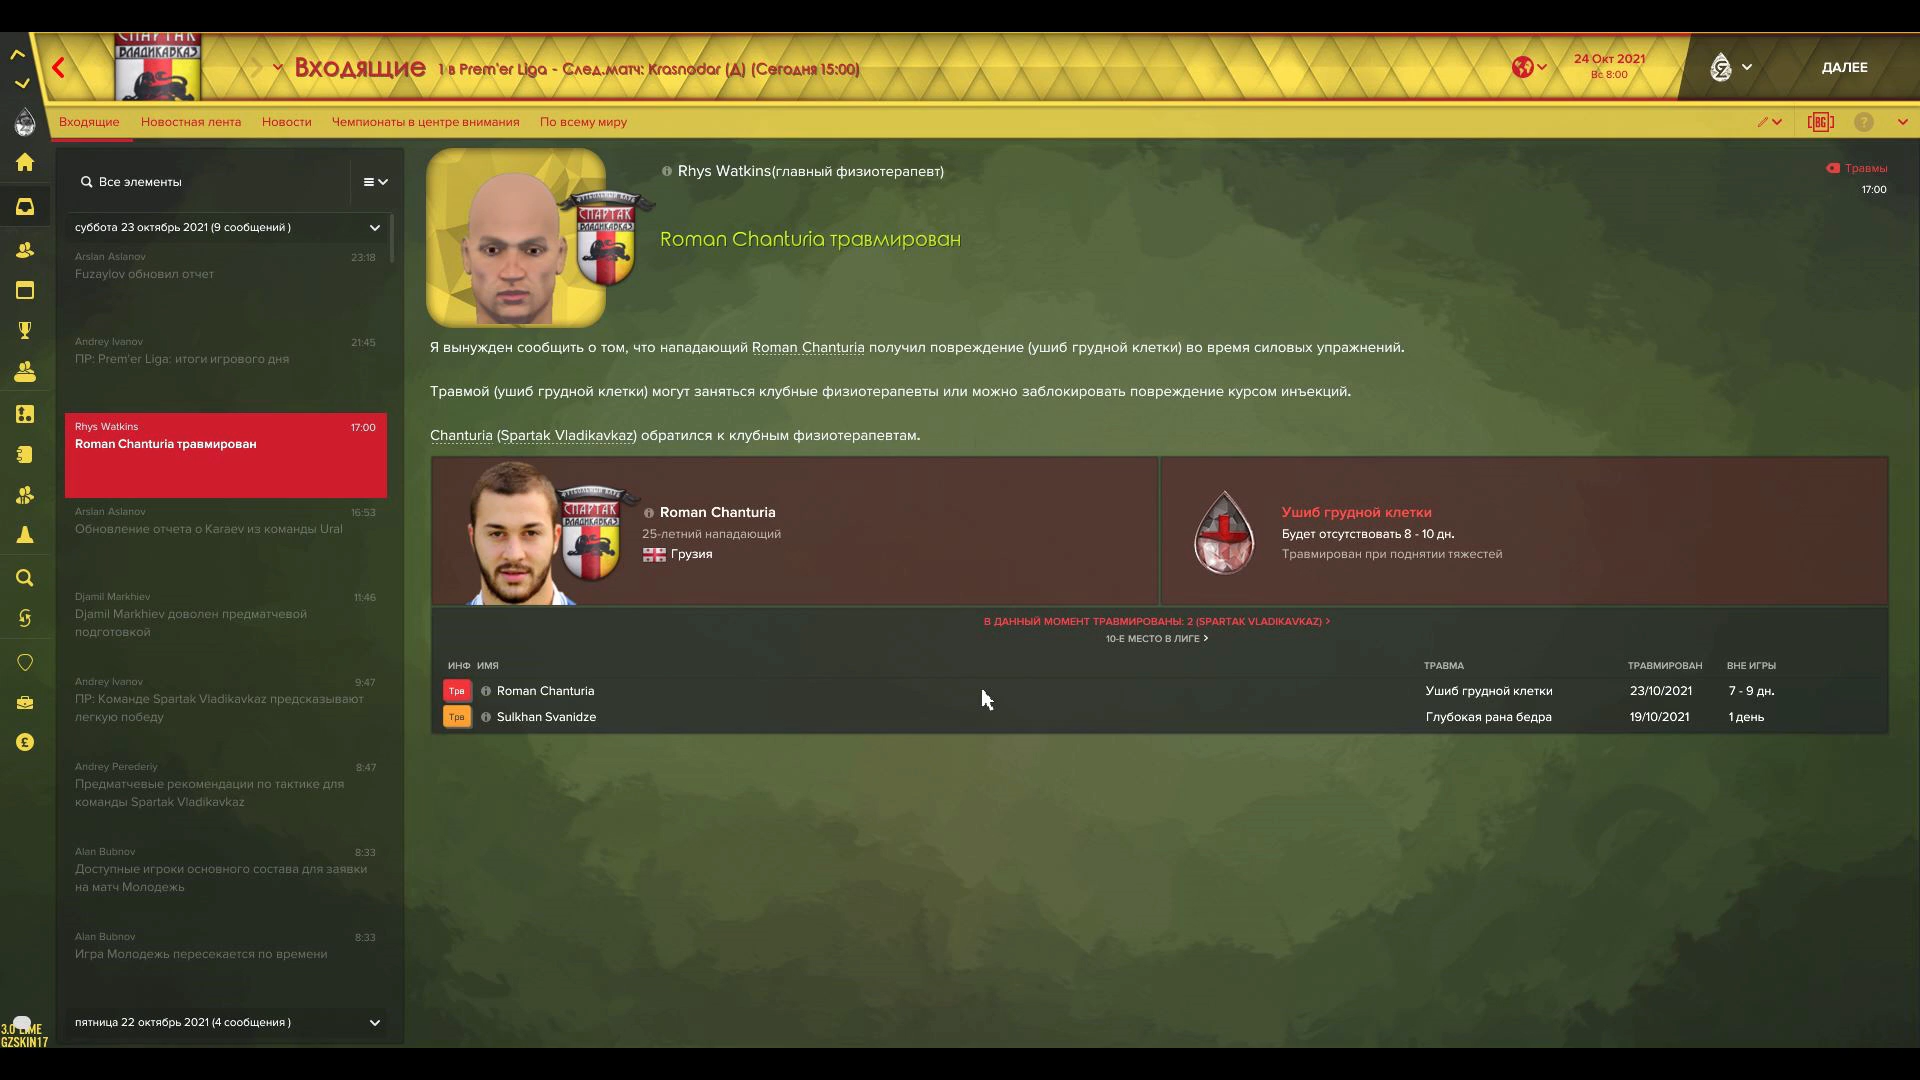 СПАРТАК
ВЛАДИКАВКАЗ
Входящие
1 в Prem'er Liga - След.матч: Krasnodar (Д) (Сегодня 15:00)
24 Окт 2021
Вс 8:00
ДАЛЕЕ
Входящие
Новостная лента
Новости
Чемпионаты в центре внимания
По всему миру
[BG]
?
Все элементы
суббота 23 октябрь 2021 (9 сообщений )
Arslan Aslanov 23:18
Fuzaylov обновил отчет
Andrey Ivanov 21:45
ПР: Prem'er Liga: итоги игрового дня
Rhys Watkins 17:00
Roman Chanturia травмирован
Arslan Aslanov 16:53
Обновление отчета о Karaev из команды Ural
Djamil Markhiev 11:46
Djamil Markhiev доволен предматчевой
подготовкой
Andrey Ivanov 9:47
ПР: Команде Spartak Vladikavkaz предсказывают
легкую победу
Andrey Perederiy 8:47
Предматчевые рекомендации по тактике для
команды Spartak Vladikavkaz
Alan Bubnov 8:33
Доступные игроки основного состава для заявки
на матч Молодежь
Alan Bubnov 8:33
Игра Молодежь пересекается по времени
пятница 22 октябрь 2021 (4 сообщения )
3.0 LIME
GZSKIN17
ФУТБОЛЬНЫЙ КЛУБ
СПАРТАК
ВЛАДИКАВКАЗ
Rhys Watkins(главный физиотерапевт)
Травмы
17:00
Roman Chanturia травмирован
Я вынужден сообщить о том, что нападающий Roman Chanturia получил повреждение (ушиб грудной клетки) во время силовых упражнений.
Травмой (ушиб грудной клетки) могут заняться клубные физиотерапевты или можно заблокировать повреждение курсом инъекций.
Chanturia (Spartak Vladikavkaz) обратился к клубным физиотерапевтам.
ФУТБОЛЬНЫЙ КЛУБ
СПАРТАК
ВЛАДИКАВКАЗ
Roman Chanturia
25-летний нападающий
Грузия
Ушиб грудной клетки
Будет отсутствовать 8 - 10 дн.
Травмирован при поднятии тяжестей
В ДАННЫЙ МОМЕНТ ТРАВМИРОВАНЫ: 2 (SPARTAK VLADIKAVKAZ) >
10-Е МЕСТО В ЛИГЕ >
ИНФ ИМЯ ТРАВМА ТРАВМИРОВАН ВНЕ ИГРЫ
Трв Roman Chanturia Ушиб грудной клетки 23/10/2021 7 - 9 дн.
Трв Sulkhan Svanidze Глубокая рана бедра 19/10/2021 1 день